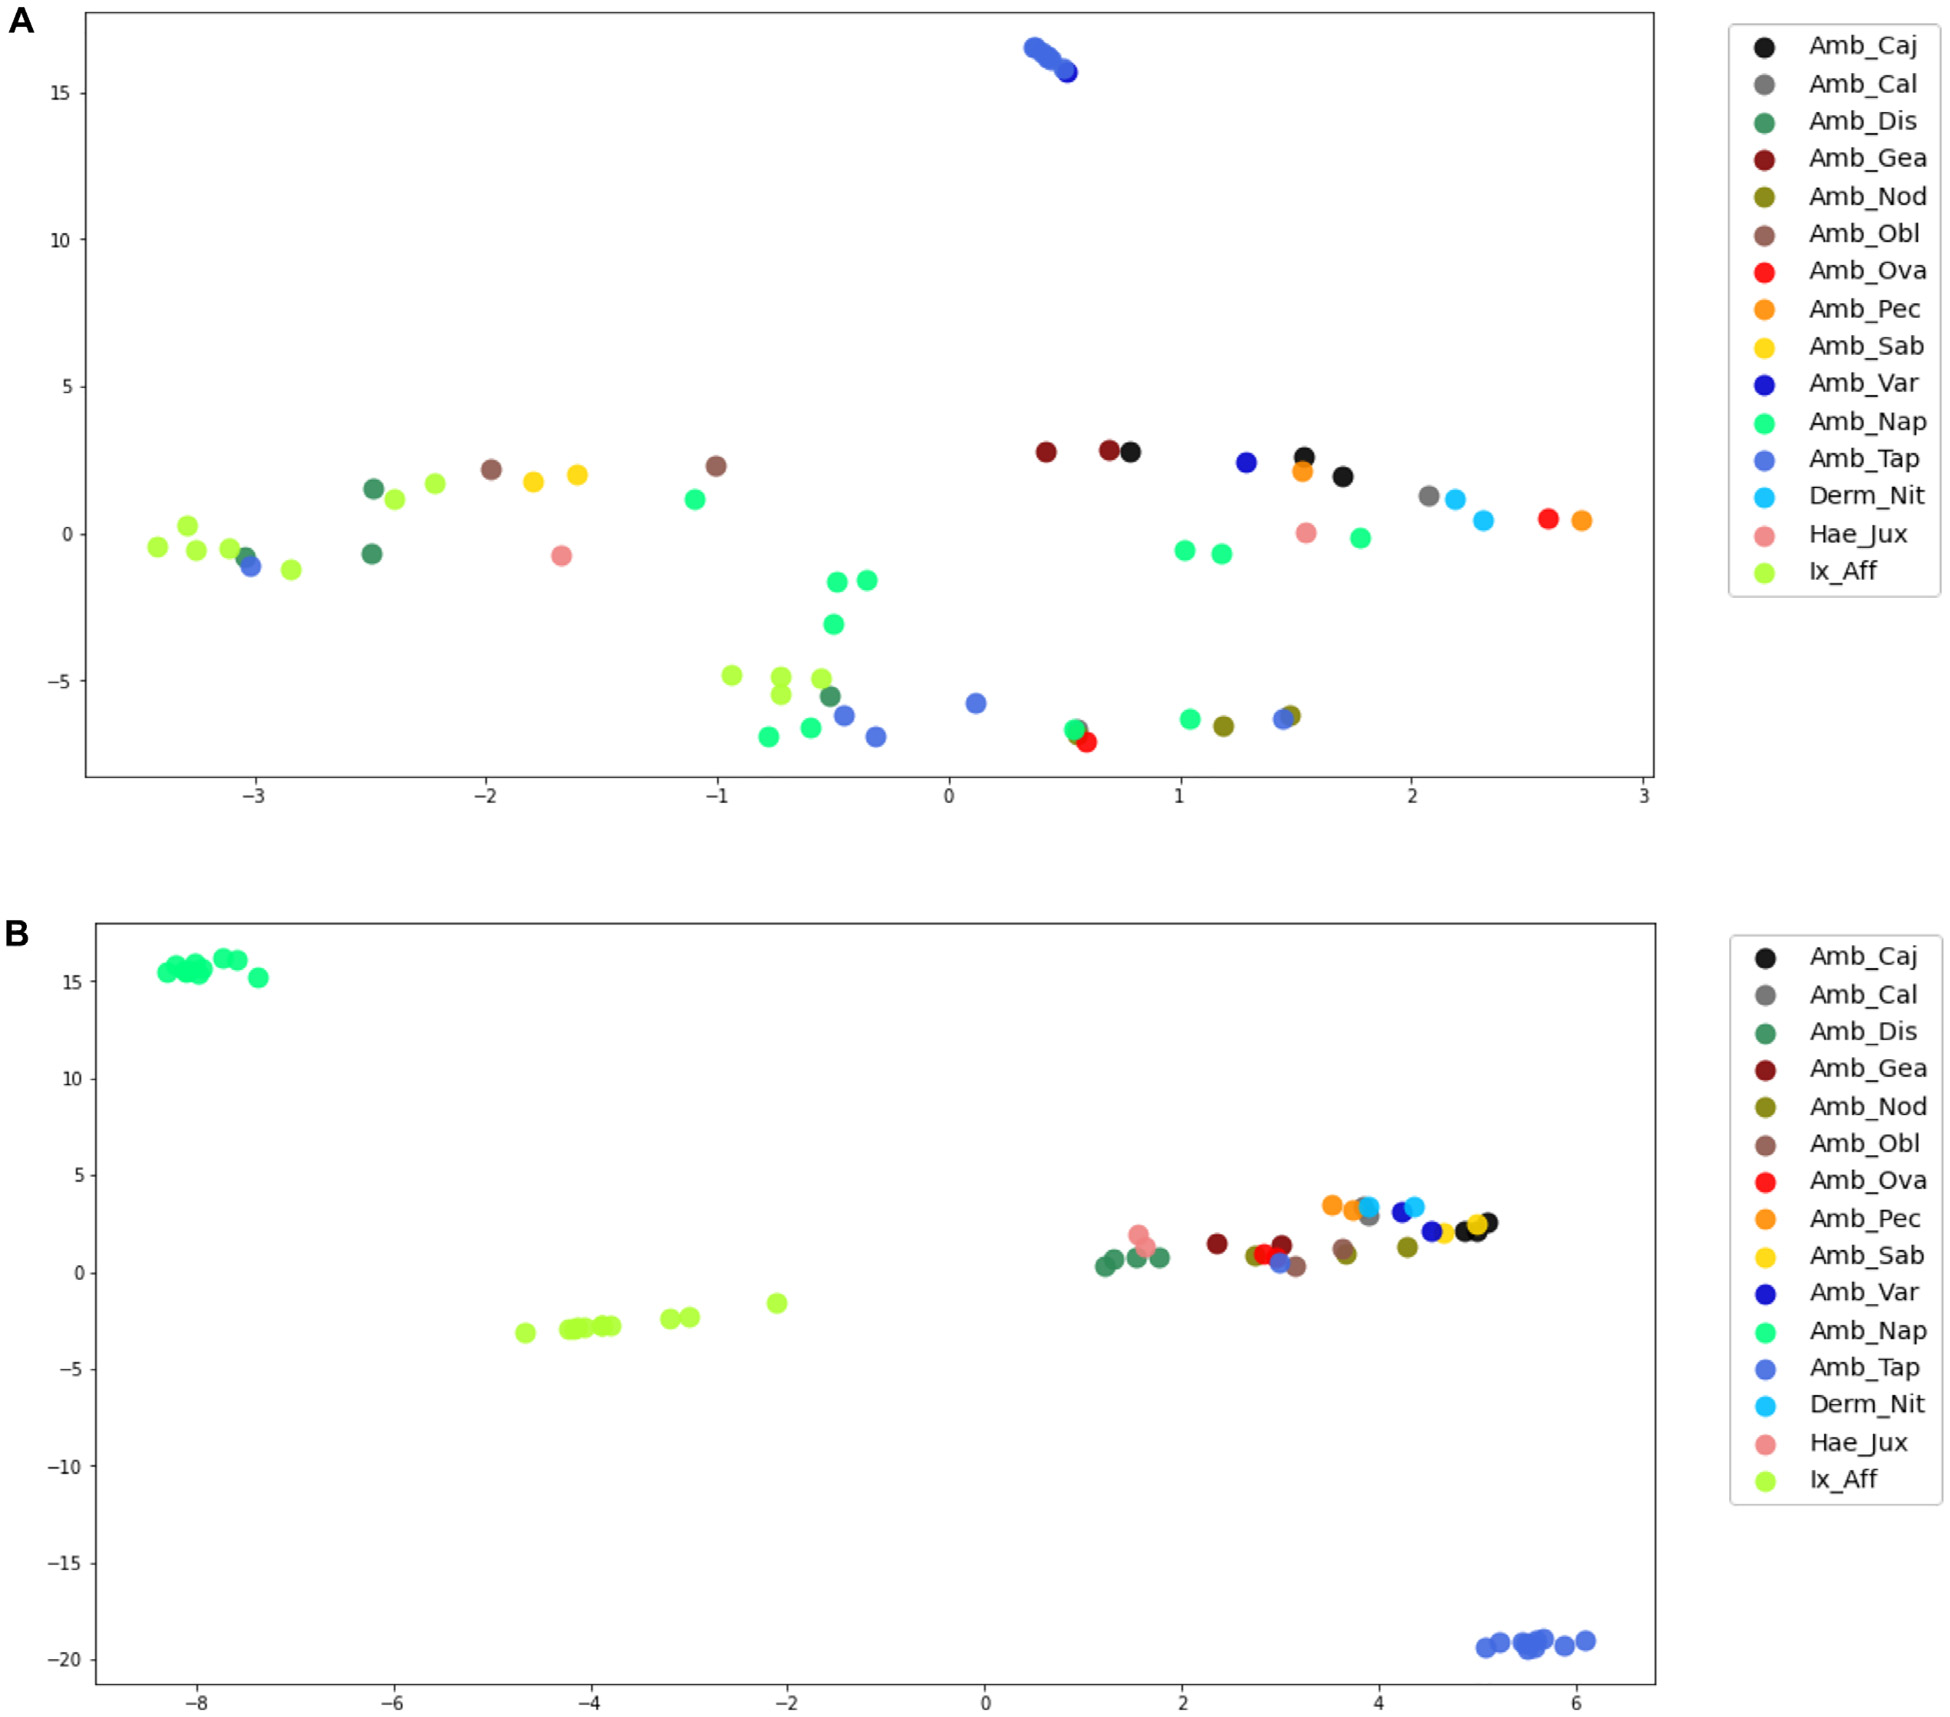 A
15
10
5
0
−5
−3
−2
−1
0
1
2
3
Amb_Caj
Amb_Cal
Amb_Dis
Amb_Gea
Amb_Nod
Amb_Obl
Amb_Ova
Amb_Pec
Amb_Sab
Amb_Var
Amb_Nap
Amb_Tap
Derm_Nit
Hae_Jux
Ix_Aff
B
15
10
5
0
−5
−10
−15
−20
−8
−6
−4
−2
0
2
4
6
Amb_Caj
Amb_Cal
Amb_Dis
Amb_Gea
Amb_Nod
Amb_Obl
Amb_Ova
Amb_Pec
Amb_Sab
Amb_Var
Amb_Nap
Amb_Tap
Derm_Nit
Hae_Jux
Ix_Aff